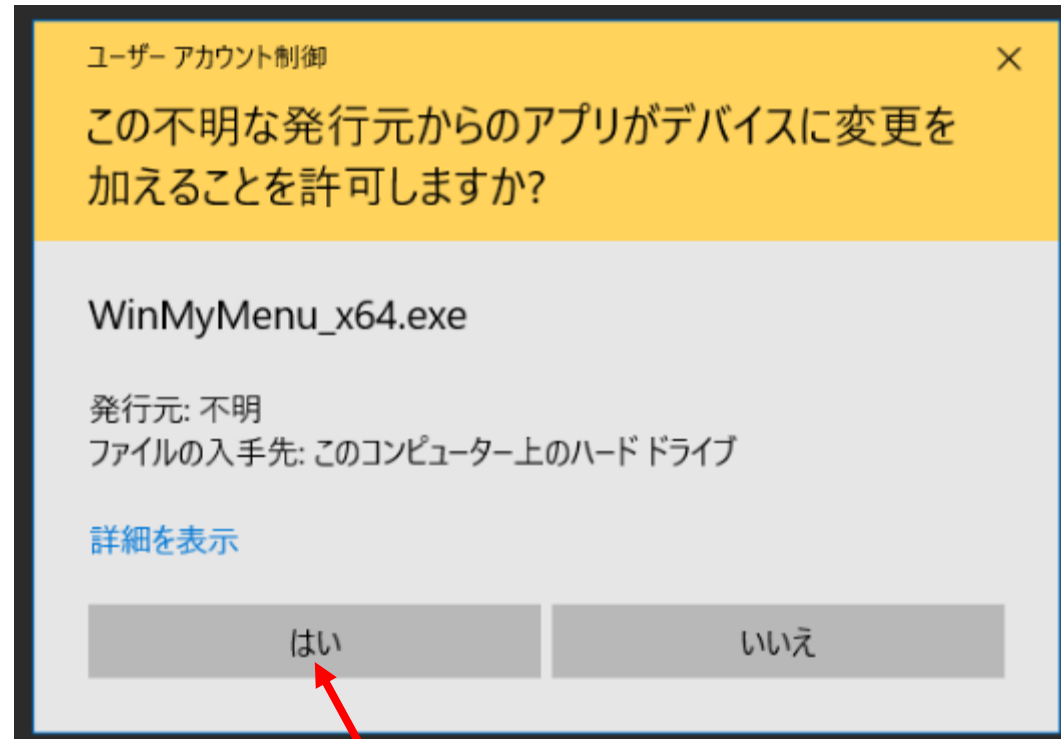 ユーザー アカウント制御
この不明な発行元からのアプリがデバイスに変更を
加えることを許可しますか?
WinMyMenu_x64.exe
発行元: 不明
ファイルの入手先: このコンピューター上のハード ドライブ
詳細を表示
はい
いいえ